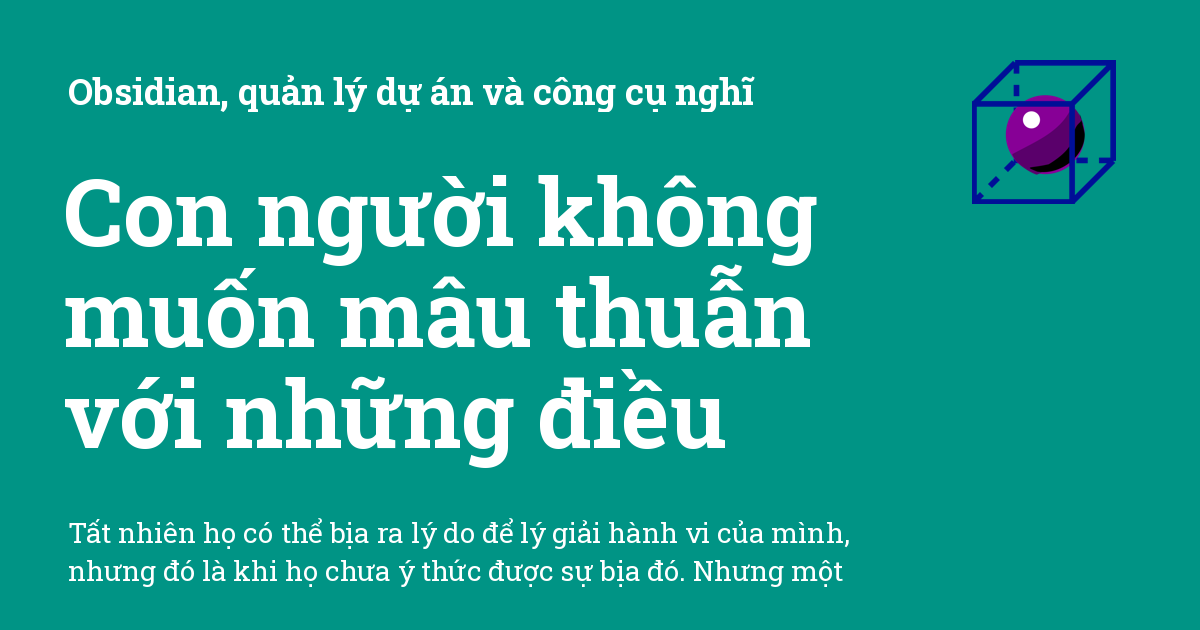 Obsidian, quản lý dự án và công cụ nghĩ
Con người không
muốn mâu thuẫn
với những điều
Tất nhiên họ có thể bịa ra lý do để lý giải hành vi của mình,
nhưng đó là khi họ chưa ý thức được sự bịa đó. Nhưng một